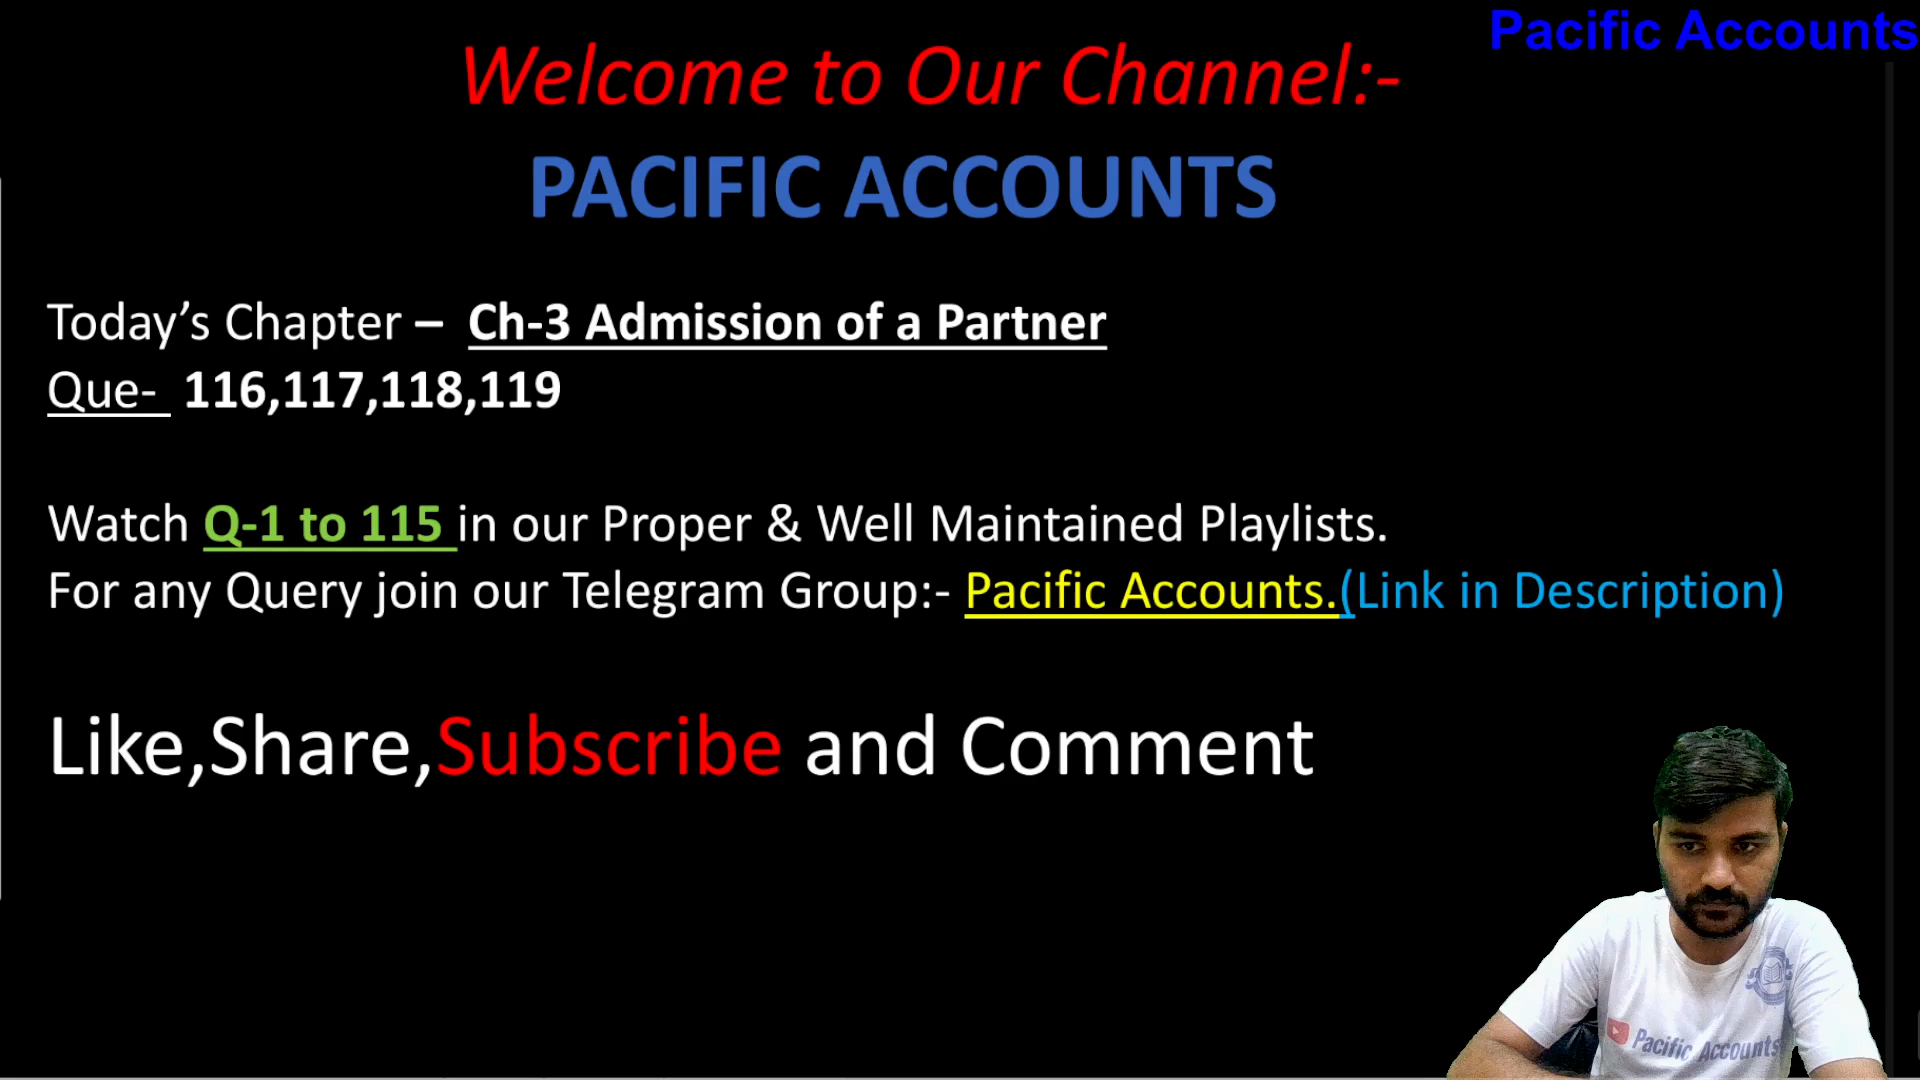 Pacific Accounts
Welcome to Our Channel:-
PACIFIC ACCOUNTS
Today’s Chapter – Ch-3 Admission of a Partner
Que- 116,117,118,119
Watch Q-1 to 115 in our Proper & Well Maintained Playlists.
For any Query join our Telegram Group:- Pacific Accounts.(Link in Description)
Like,Share,Subscribe and Comment
Pacific Accounts